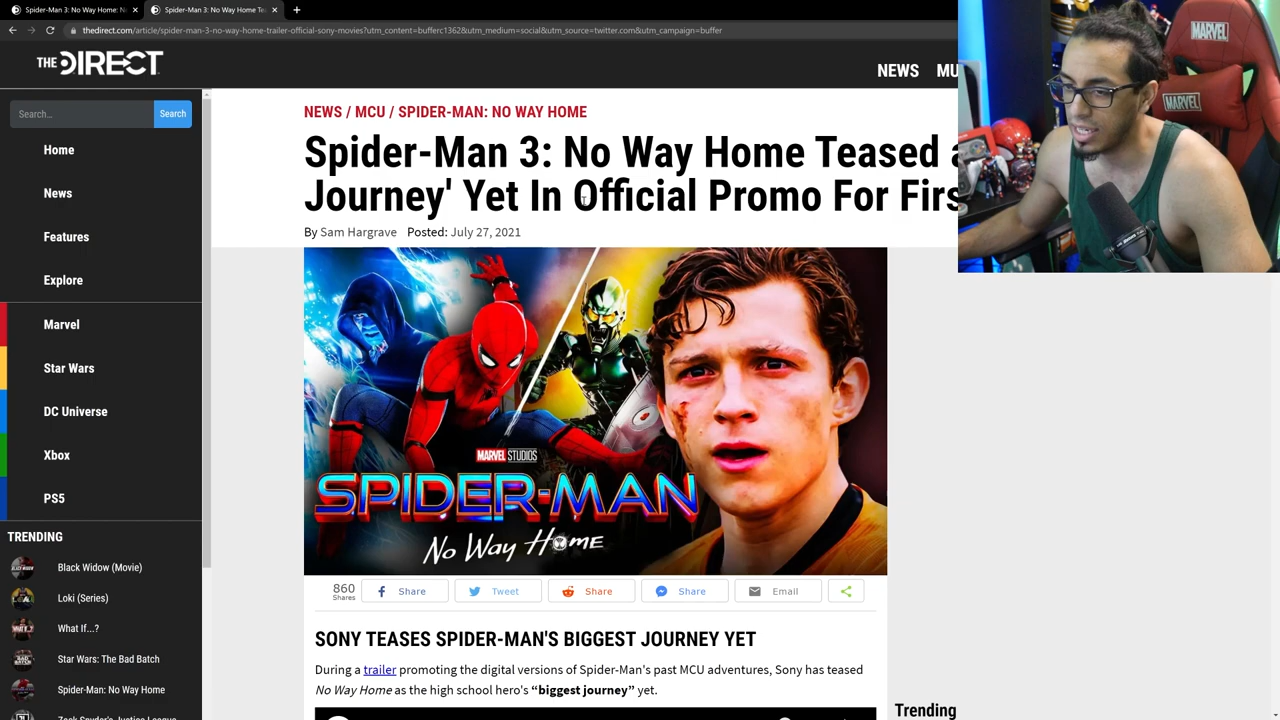 Spider-Man 3: No Way Home: N
Spider-Man 3: No Way Home Te
thedirect.com/article/spider-man-3-no-way-home-trailer-official-sony-movies?utm_content=bufferc1362&utm_medium=social&utm_source=twitter.com&utm_campaign=buffer
THE DIRECT
NEWS
MU
Search...
Search
Home
News
Features
Explore
Marvel
Star Wars
DC Universe
Xbox
PS5
TRENDING
Black Widow (Movie)
Loki (Series)
What If...?
Star Wars: The Bad Batch
Spider-Man: No Way Home
Zack Snyder's Justice League
NEWS / MCU / SPIDER-MAN: NO WAY HOME
Spider-Man 3: No Way Home Teased
Journey' Yet In Official Promo For Firs
By Sam Hargrave Posted: July 27, 2021
MARVEL STUDIOS
SPIDER-MAN
No Way Home
860
Shares
Share
Tweet
Share
Share
Email
SONY TEASES SPIDER-MAN'S BIGGEST JOURNEY YET
During a trailer promoting the digital versions of Spider-Man's past MCU adventures, Sony has teased
No Way Home as the high school hero's “biggest journey” yet.
Trending
MARVEL
MARVEL